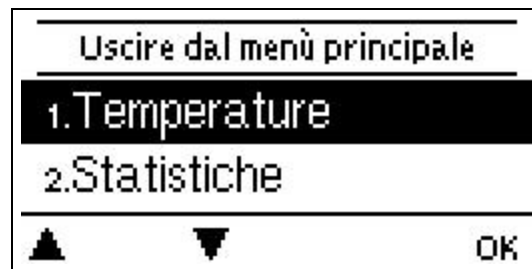 Uscire dal menù principale
1.Temperature
2.Statistiche
▲ ▼ OK